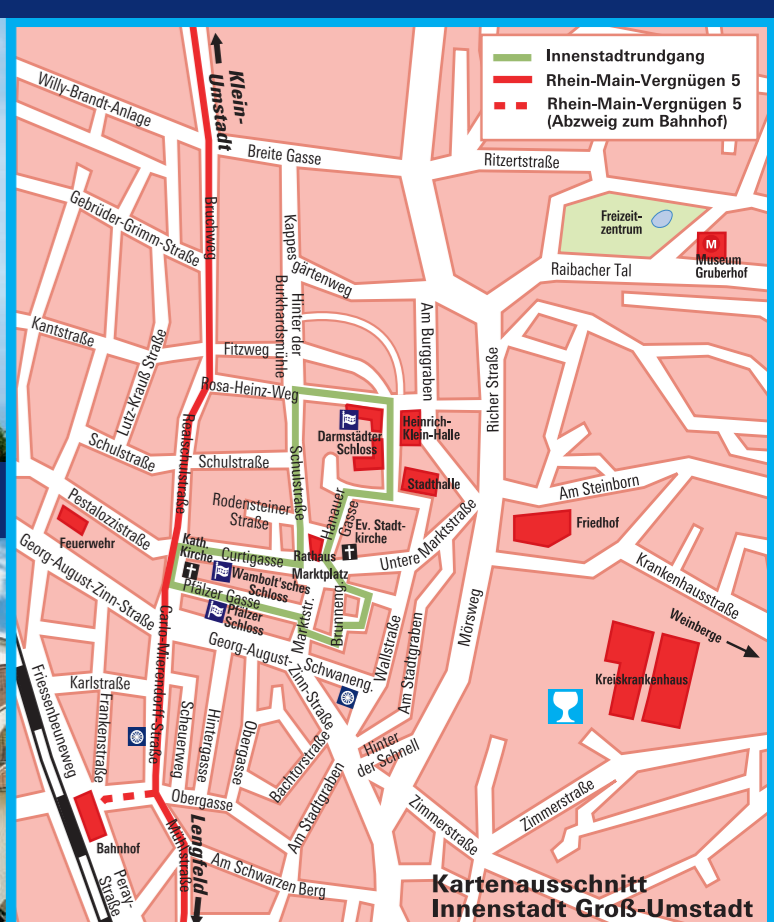 Innenstadtrundgang
Rhein-Main-Vergnügen 5
Rhein-Main-Vergnügen 5
(Abzweig zum Bahnhof)
Klein-
Umstadt
Willy-Brandt-Anlage
Breite Gasse
Ritzertstraße
Gebrüder-Grimm-Straße
Bruchweg
Kappes
gärtenweg
Freizeit-
zentrum
M
Museum
Gruberhof
Raibacher Tal
Kantstraße
Lutz-Krauß Straße
Fitzweg
Hinter der
Burkhardsmühle
Am Burggraben
Richer Straße
Rosa-Heinz-Weg
Realschulstraße
Darmstädter
Schloss
Heinrich-
Klein-Halle
Schulstraße
Schulstraße
Schulstraße
Stadthalle
Am Steinborn
Pestalozzistraße
Rodensteiner
Straße
Hanauer
Gasse
Ev. Stadt-
kirche
Friedhof
Feuerwehr
Kath.
Kirche
Curtigasse
Rathaus
Marktplatz
Untere Marktstraße
Krankenhausstraße
Georg-August-Zinn-Straße
Wambolt'sches
Schloss
Pfälzer Gasse
Pfälzer
Schloss
Marktstr.
Brunneng.
Wallstraße
Am Stadtgraben
Mörsweg
Weinberge
Carlo-Mierendorff-Straße
Georg-August-
Zinn-Straße
Schwaneng.
Kreiskrankenhaus
Friessenbeuneweg
Karlstraße
Frankenstraße
Scheuerweg
Hintergasse
Obergasse
Bachtorstraße
Hinter
der Schnell
Am Stadtgraben
Obergasse
Zimmerstraße
Zimmerstraße
Bahnhof
Mühlstraße
Lengfeld
Am Schwarzen Berg
Peray-
Straße
Kartenausschnitt
Innenstadt Groß-Umstadt